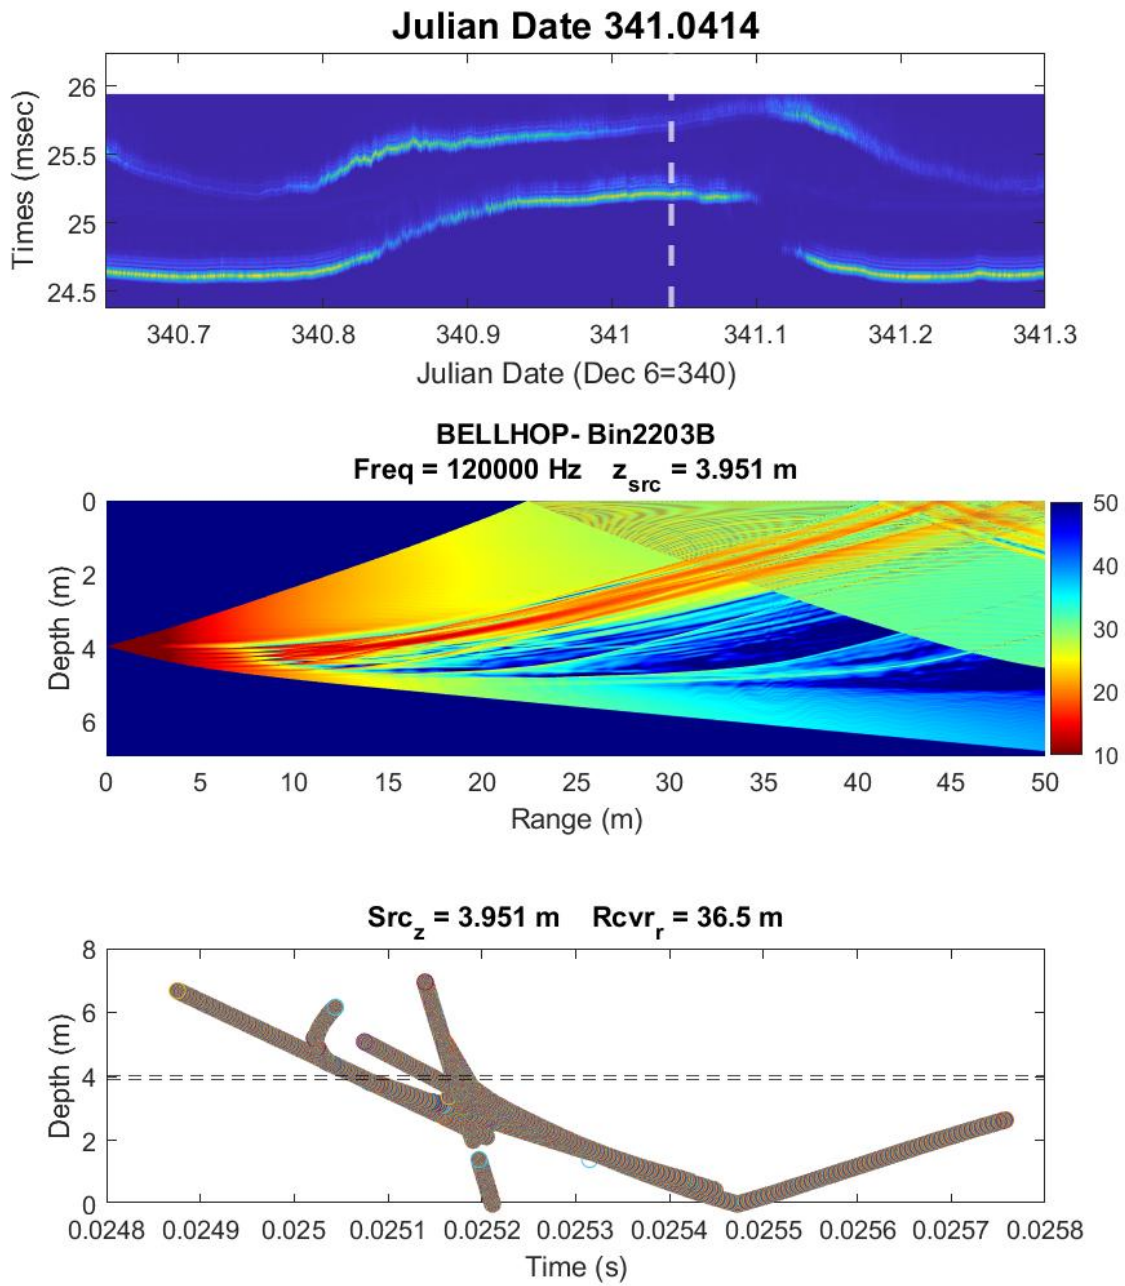 Julian Date 341.0414
Times (msec)
26
25.5
25
24.5
340.7 340.8 340.9 341 341.1 341.2 341.3
Julian Date (Dec 6=340)
BELLHOP- Bin2203B
Freq = 120000 Hz z_src = 3.951 m
Depth (m)
0
2
4
6
0 5 10 15 20 25 30 35 40 45 50
Range (m)
50
40
30
20
10
Src_z = 3.951 m Rcvr_r = 36.5 m
Depth (m)
8
6
4
2
0
0.0248 0.0249 0.025 0.0251 0.0252 0.0253 0.0254 0.0255 0.0256 0.0257 0.0258
Time (s)